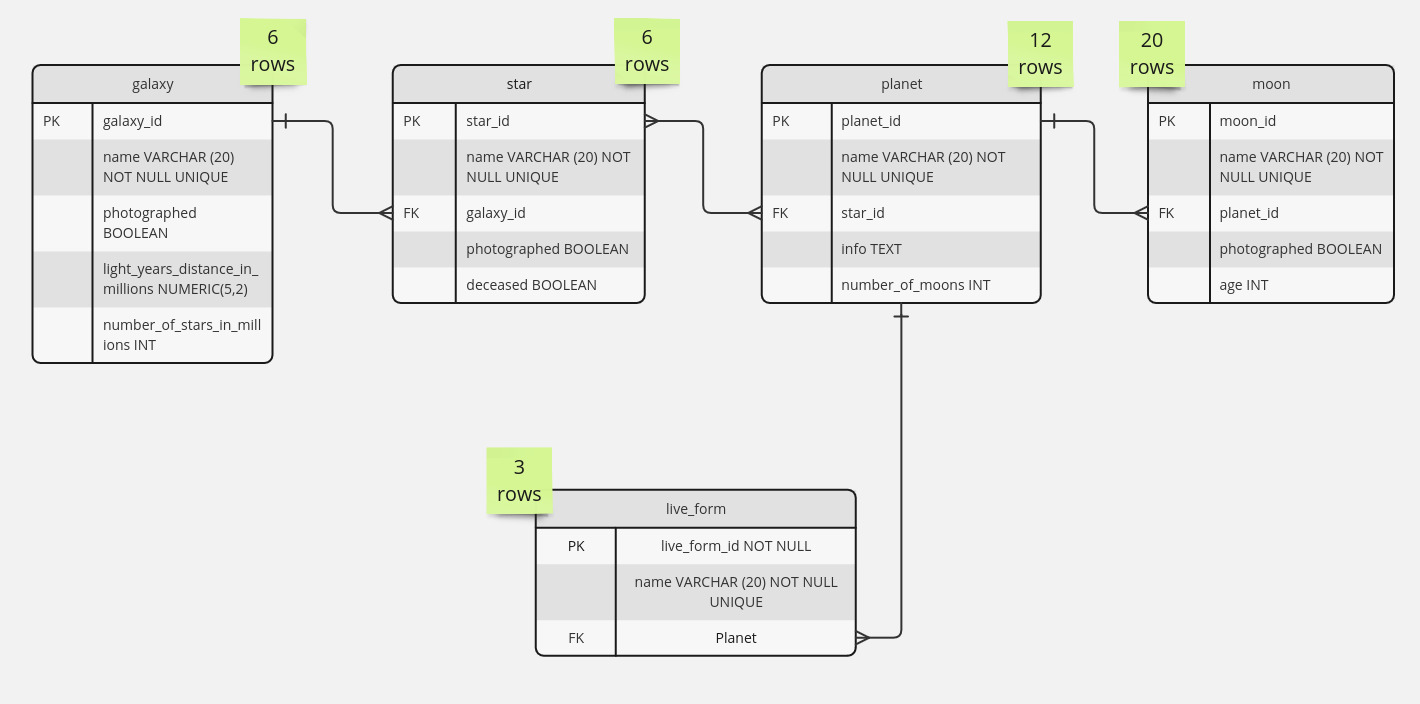 6
rows
galaxy
PK
galaxy_id
name VARCHAR (20)
NOT NULL UNIQUE
photographed
BOOLEAN
light_years_distance_in_
millions NUMERIC(5,2)
number_of_stars_in_mill
ions INT
6
rows
star
PK
star_id
name VARCHAR (20) NOT
NULL UNIQUE
FK
galaxy_id
photographed BOOLEAN
deceased BOOLEAN
12
rows
planet
PK
planet_id
name VARCHAR (20) NOT
NULL UNIQUE
FK
star_id
info TEXT
number_of_moons INT
20
rows
moon
PK
moon_id
name VARCHAR (20) NOT
NULL UNIQUE
FK
planet_id
photographed BOOLEAN
age INT
3
rows
live_form
PK
live_form_id NOT NULL
name VARCHAR (20) NOT NULL
UNIQUE
FK
Planet